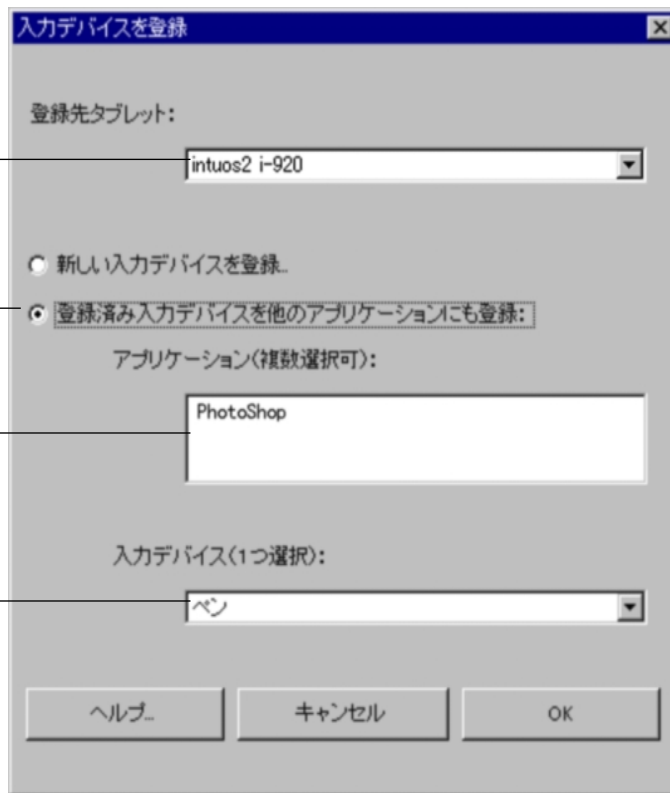 入力デバイスを登録
登録先タブレット:
intuos2 i-920
新しい入力デバイスを登録...
登録済み入力デバイスを他のアプリケーションにも登録:
アプリケーション(複数選択可):
PhotoShop
入力デバイス(1つ選択):
ペン
ヘルプ... キャンセル OK